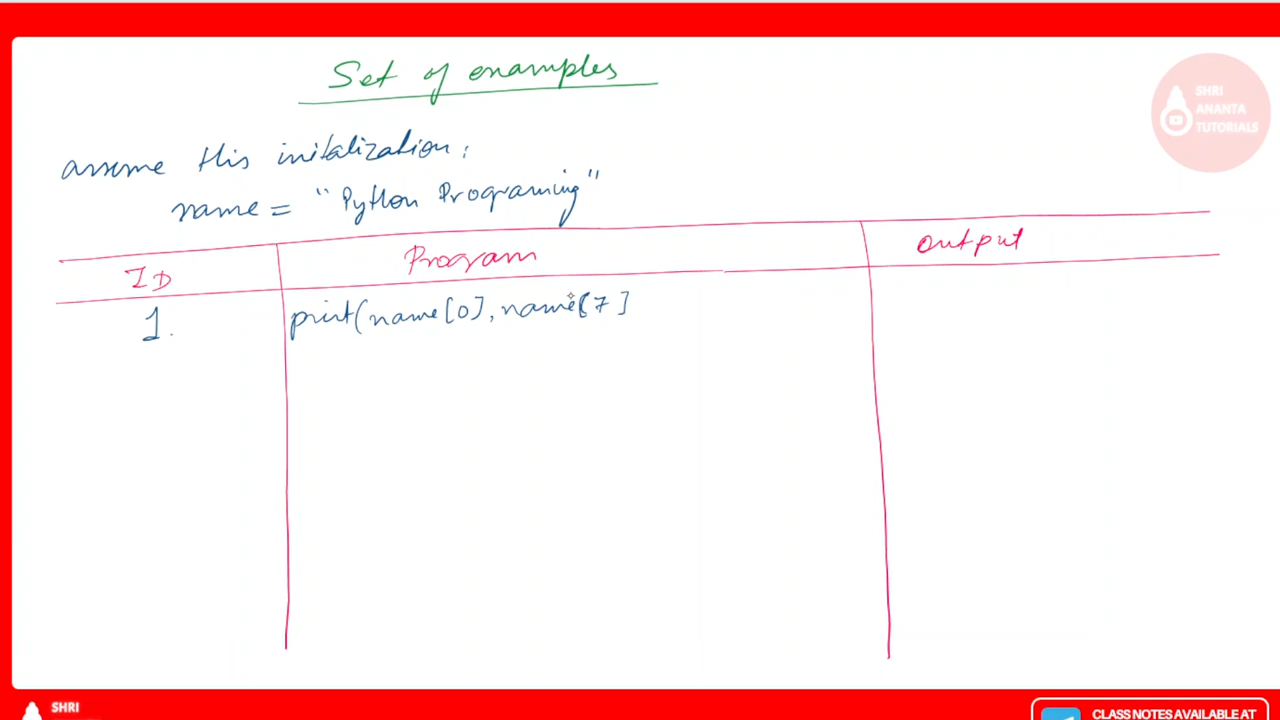 Set of examples
SHRI
ANANTA
TUTORIALS
assume this initalization:
name = "Python Programing"
ID Program output
1. print(name[0], name[7]
SHRI
CLASS NOTES AVAILABLE AT